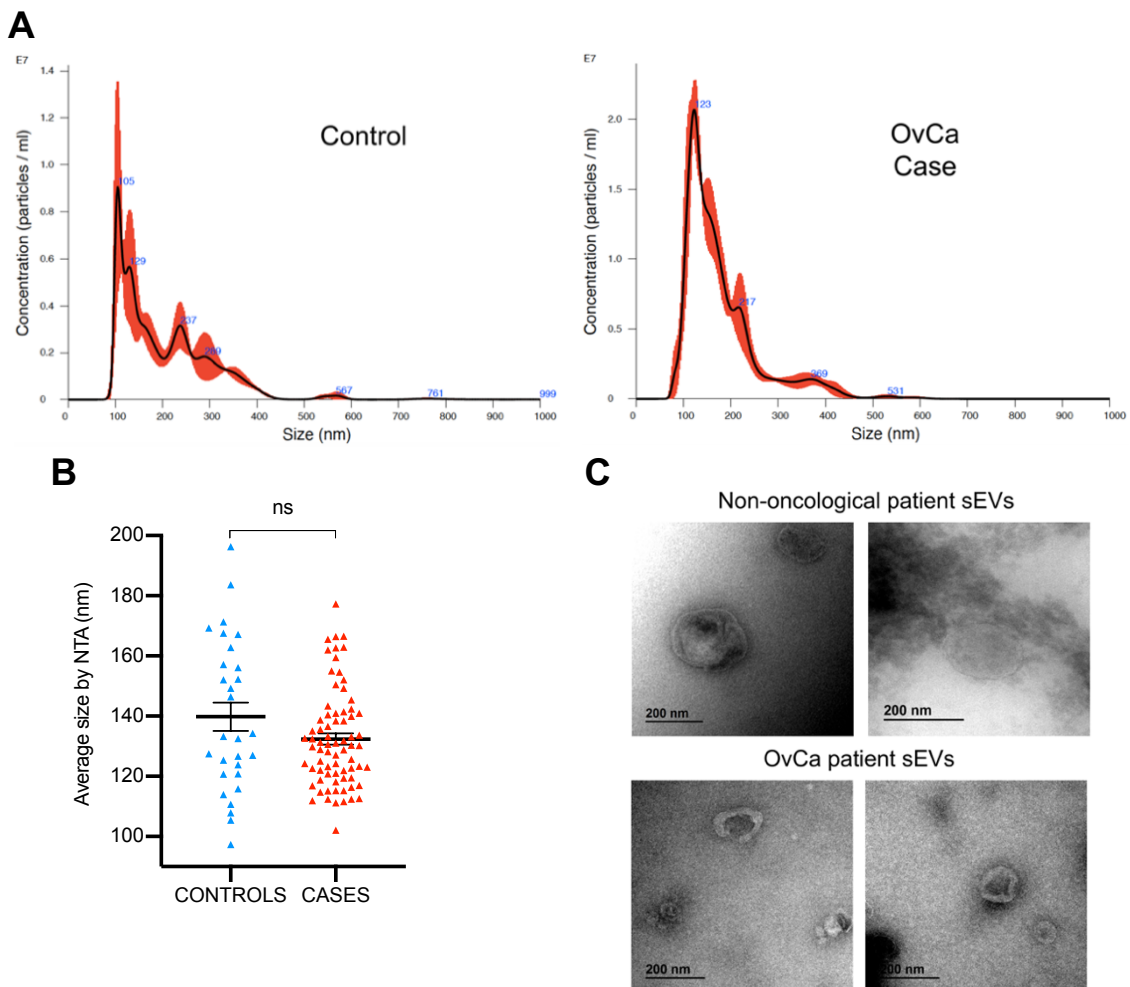 A
E7
1.4
1.2
1.0
0.8
0.6
0.4
0.2
0
Concentration (particles / ml)
Control
105
129
237
289
567
761
999
0 100 200 300 400 500 600 700 800 900 1000
Size (nm)
E7
2.0
1.5
1.0
0.5
0
Concentration (particles / ml)
OvCa
Case
123
217
369
531
0 100 200 300 400 500 600 700 800 900 1000
Size (nm)
B
ns
200
180
160
140
120
100
Average size by NTA (nm)
CONTROLS CASES
C
Non-oncological patient sEVs
200 nm
200 nm
OvCa patient sEVs
200 nm
200 nm